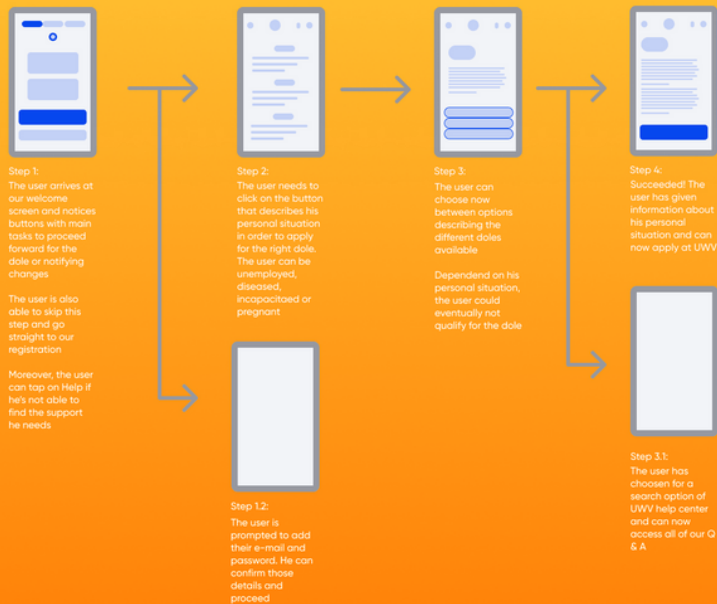 Step 1:
The user arrives at
our welcome
screen and notices
buttons with main
tasks to proceed
forward for the
dole or notifying
changes
The user is also
able to skip this
step and go
straight to our
registration
Moreover, the user
can tap on Help if
he's not able to
find the support
he needs
Step 2:
The user needs to
click on the button
that describes his
personal situation
in order to apply
for the right dole.
The user can be
unemployed,
diseased,
incapacitaed or
pregnant
Step 1.2:
The user is
prompted to add
their e-mail and
password. He can
confirm those
details and
proceed
Step 3:
The user can
choose now
between options
describing the
different doles
available
Dependend on his
personal situation,
the user could
eventually not
qualify for the dole
Step 4:
Succeeded! The
user has given
information about
his personal
situation and can
now apply at UWV
Step 3.1:
The user has
choosen for a
search option of
UWV help center
and can now
access all of our Q
& A